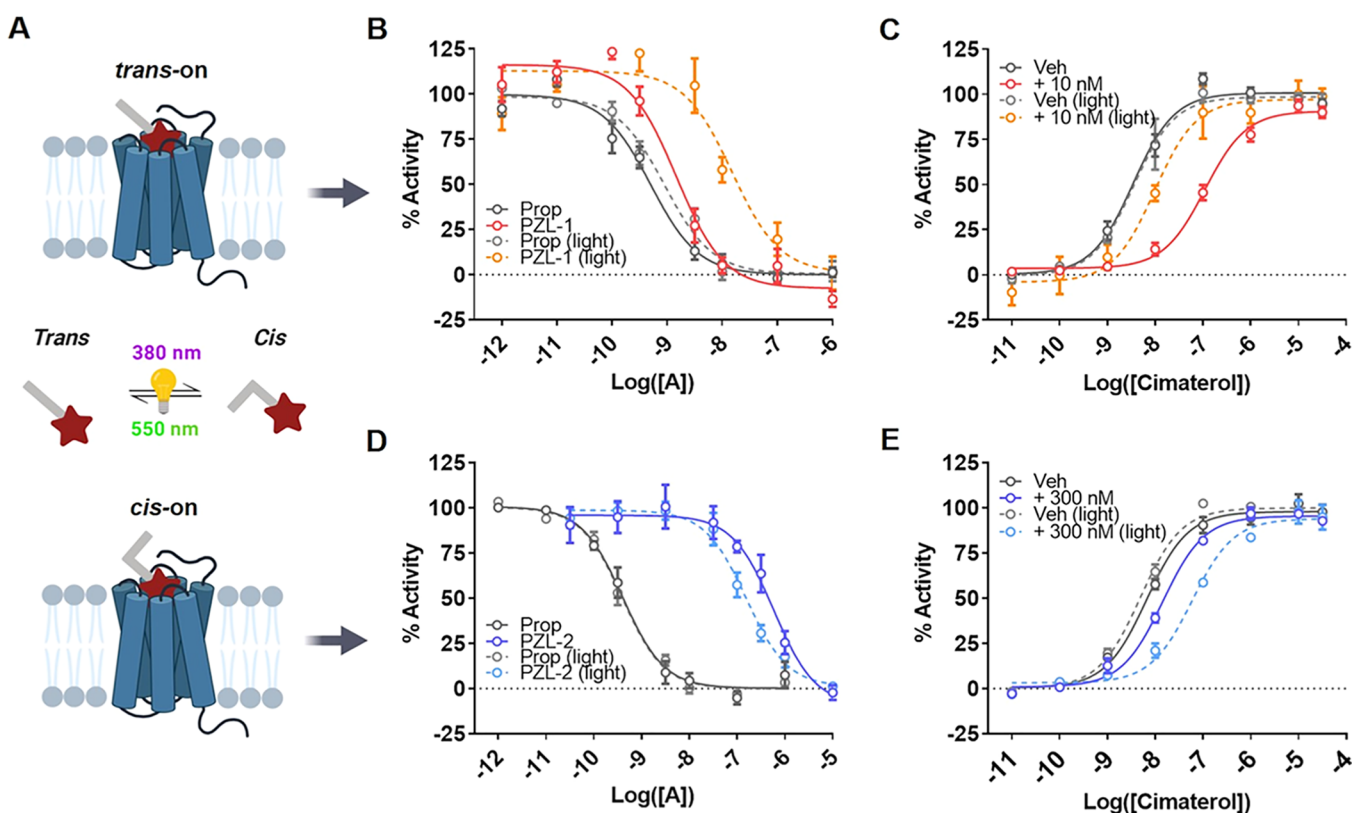 A
trans-on
Trans
Cis
380 nm
550 nm
cis-on
B
% Activity
125
100
75
50
25
0
-25
Prop
PZL-1
Prop (light)
PZL-1 (light)
-12
-11
-10
-9
-8
-7
-6
Log([A])
C
% Activity
125
100
75
50
25
0
-25
Veh
+ 10 nM
Veh (light)
+ 10 nM (light)
-11
-10
-9
-8
-7
-6
-5
-4
Log([Cimaterol])
D
% Activity
125
100
75
50
25
0
-25
Prop
PZL-2
Prop (light)
PZL-2 (light)
-12
-11
-10
-9
-8
-7
-6
-5
Log([A])
E
% Activity
125
100
75
50
25
0
-25
Veh
+ 300 nM
Veh (light)
+ 300 nM (light)
-11
-10
-9
-8
-7
-6
-5
-4
Log([Cimaterol])